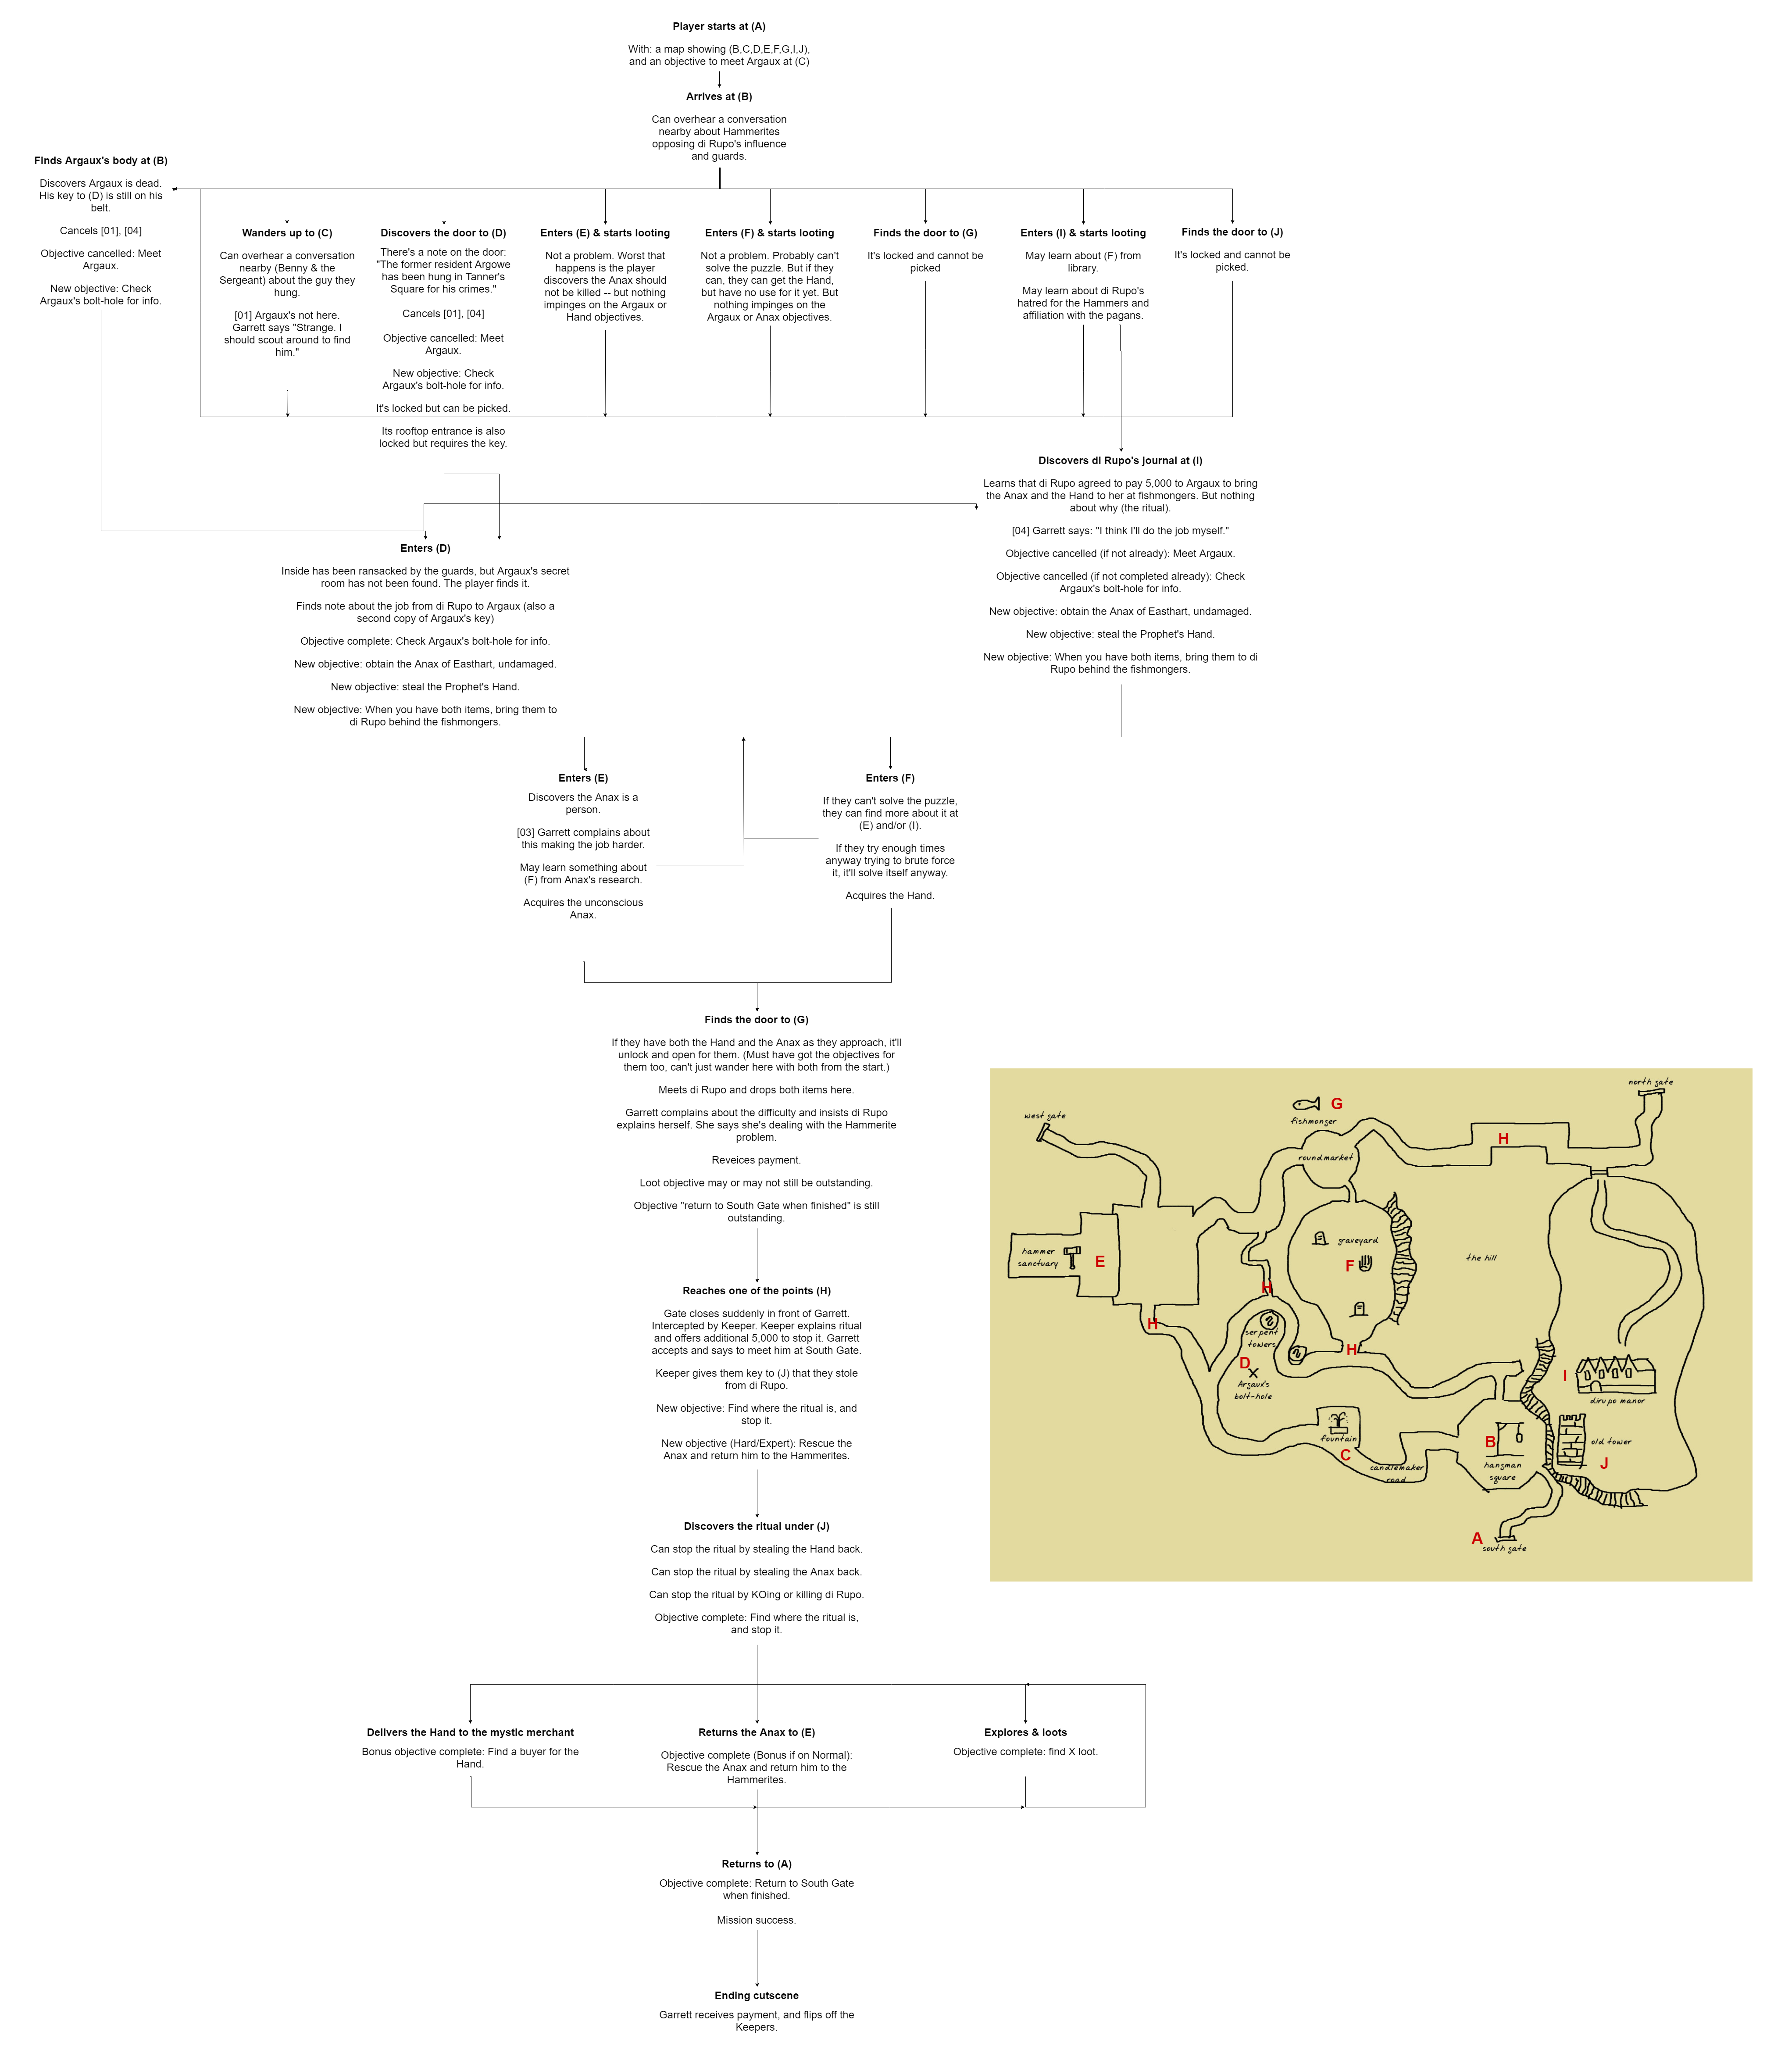 Player starts at (A)
With: a map showing (B,C,D,E,F,G,I,J),
and an objective to meet Argaux at (C)
Arrives at (B)
Can overhear a conversation
nearby about Hammerites
opposing di Rupo's influence
and guards.
Finds Argaux's body at (B)
Discovers Argaux is dead.
His key to (D) is still on his
belt.
Cancels [01], [04]
Objective cancelled: Meet
Argaux.
New objective: Check
Argaux's bolt-hole for info.
Wanders up to (C)
Can overhear a conversation
nearby (Benny & the
Sergeant) about the guy they
hung.
[01] Argaux's not here.
Garrett says "Strange. I
should scout around to find
him."
Discovers the door to (D)
There's a note on the door:
"The former resident Argowe
has been hung in Tanner's
Square for his crimes."
Cancels [01], [04]
Objective cancelled: Meet
Argaux.
New objective: Check
Argaux's bolt-hole for info.
It's locked but can be picked.
Its rooftop entrance is also
locked but requires the key.
Enters (E) & starts looting
Not a problem. Worst that
happens is the player
discovers the Anax should
not be killed -- but nothing
impinges on the Argaux or
Hand objectives.
Enters (F) & starts looting
Not a problem. Probably can't
solve the puzzle. But if they
can, they can get the Hand,
but have no use for it yet. But
nothing impinges on the
Argaux or Anax objectives.
Finds the door to (G)
It's locked and cannot be
picked
Enters (I) & starts looting
May learn about (F) from
library.
May learn about di Rupo's
hatred for the Hammers and
affiliation with the pagans.
Finds the door to (J)
It's locked and cannot be
picked.
Discovers di Rupo's journal at (I)
Learns that di Rupo agreed to pay 5,000 to Argaux to bring
the Anax and the Hand to her at fishmongers. But nothing
about why (the ritual).
[04] Garrett says: "I think I'll do the job myself."
Objective cancelled (if not already): Meet Argaux.
Objective cancelled (if not completed already): Check
Argaux's bolt-hole for info.
New objective: obtain the Anax of Easthart, undamaged.
New objective: steal the Prophet's Hand.
New objective: When you have both items, bring them to di
Rupo behind the fishmongers.
Enters (D)
Inside has been ransacked by the guards, but Argaux's secret
room has not been found. The player finds it.
Finds note about the job from di Rupo to Argaux (also a
second copy of Argaux's key)
Objective complete: Check Argaux's bolt-hole for info.
New objective: obtain the Anax of Easthart, undamaged.
New objective: steal the Prophet's Hand.
New objective: When you have both items, bring them to
di Rupo behind the fishmongers.
Enters (E)
Discovers the Anax is a
person.
[03] Garrett complains about
this making the job harder.
May learn something about
(F) from Anax's research.
Acquires the unconscious
Anax.
Enters (F)
If they can't solve the puzzle,
they can find more about it at
(E) and/or (I).
If they try enough times
anyway trying to brute force
it, it'll solve itself anyway.
Acquires the Hand.
Finds the door to (G)
If they have both the Hand and the Anax as they approach, it'll
unlock and open for them. (Must have got the objectives for
them too, can't just wander here with both from the start.)
Meets di Rupo and drops both items here.
Garrett complains about the difficulty and insists di Rupo
explains herself. She says she's dealing with the Hammerite
problem.
Reveices payment.
Loot objective may or may not still be outstanding.
Objective "return to South Gate when finished" is still
outstanding.
Reaches one of the points (H)
Gate closes suddenly in front of Garrett.
Intercepted by Keeper. Keeper explains ritual
and offers additional 5,000 to stop it. Garrett
accepts and says to meet him at South Gate.
Keeper gives them key to (J) that they stole
from di Rupo.
New objective: Find where the ritual is, and
stop it.
New objective (Hard/Expert): Rescue the
Anax and return him to the Hammerites.
Discovers the ritual under (J)
Can stop the ritual by stealing the Hand back.
Can stop the ritual by stealing the Anax back.
Can stop the ritual by KOing or killing di Rupo.
Objective complete: Find where the ritual is,
and stop it.
Delivers the Hand to the mystic merchant
Bonus objective complete: Find a buyer for the
Hand.
Returns the Anax to (E)
Objective complete (Bonus if on Normal):
Rescue the Anax and return him to the
Hammerites.
Explores & loots
Objective complete: find X loot.
Returns to (A)
Objective complete: Return to South Gate
when finished.
Mission success.
Ending cutscene
Garrett receives payment, and flips off the
Keepers.
north gate
west gate
G
fishmonger
H
roundmarket
hammer
sanctuary
E
graveyard
F
the hill
H
H
serpent
towers
H
D
Argaux's
bolt-hole
I
dirupo manor
fountain
C
candlemaker
road
B
hangman
square
old tower
J
A
south gate